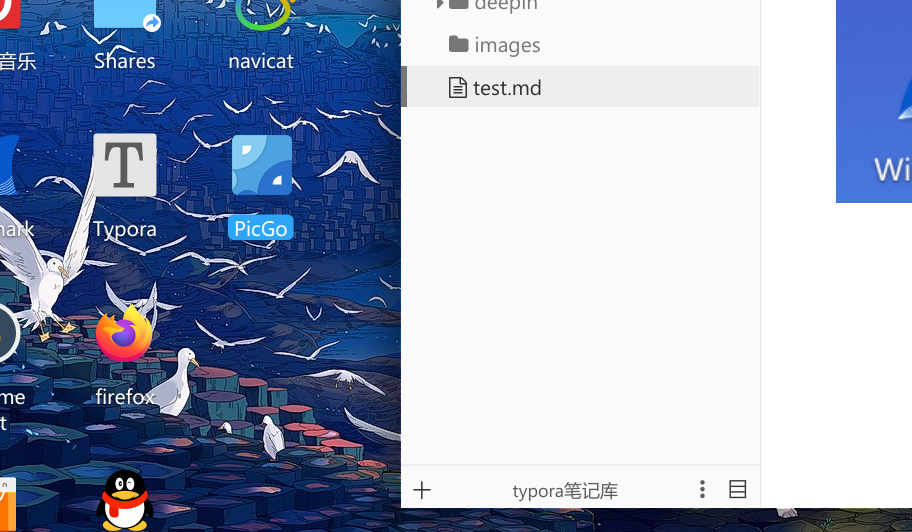 音乐
Shares
navicat
deepin
images
test.md
Wi
T
ark
Typora
PicGo
me
t
firefox
typora笔记库